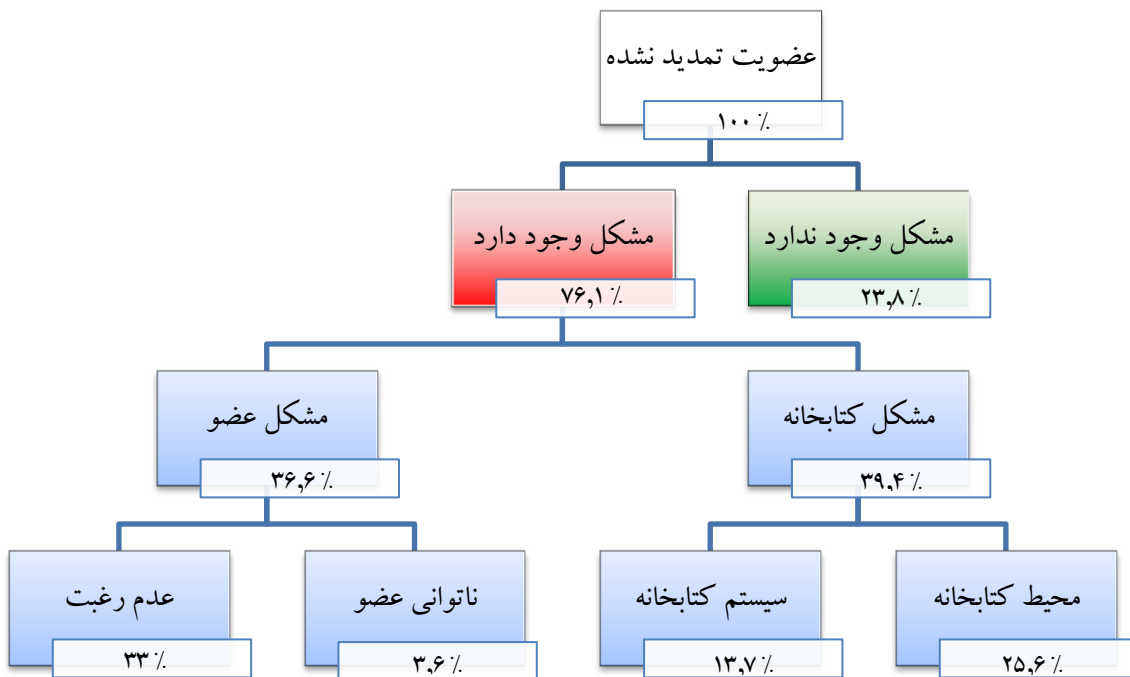 عضویت تمدید نشده
۱۰۰ ٪
مشکل وجود ندارد
۲۳,۸ ٪
مشکل وجود دارد
۷۶,۱ ٪
مشکل کتابخانه
۳۹,۴ ٪
مشکل عضو
۳۶,۶ ٪
محیط کتابخانه
۲۵,۶ ٪
سیستم کتابخانه
۱۳,۷ ٪
ناتوانی عضو
۳,۶ ٪
عدم رغبت
۳۳ ٪